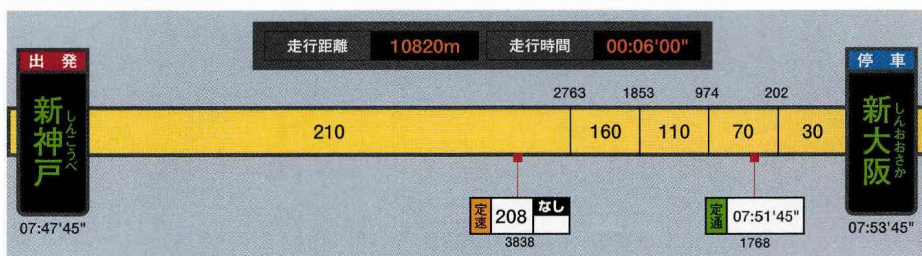 走行距離 10820m 走行時間 00:06'00"
出発
新神戸
しんこうべ
07:47'45"
2763 1853 974 202
210 160 110 70 30
定速 208 なし
3838
定通 07:51'45"
1768
停車
新大阪
しんおおさか
07:53'45"